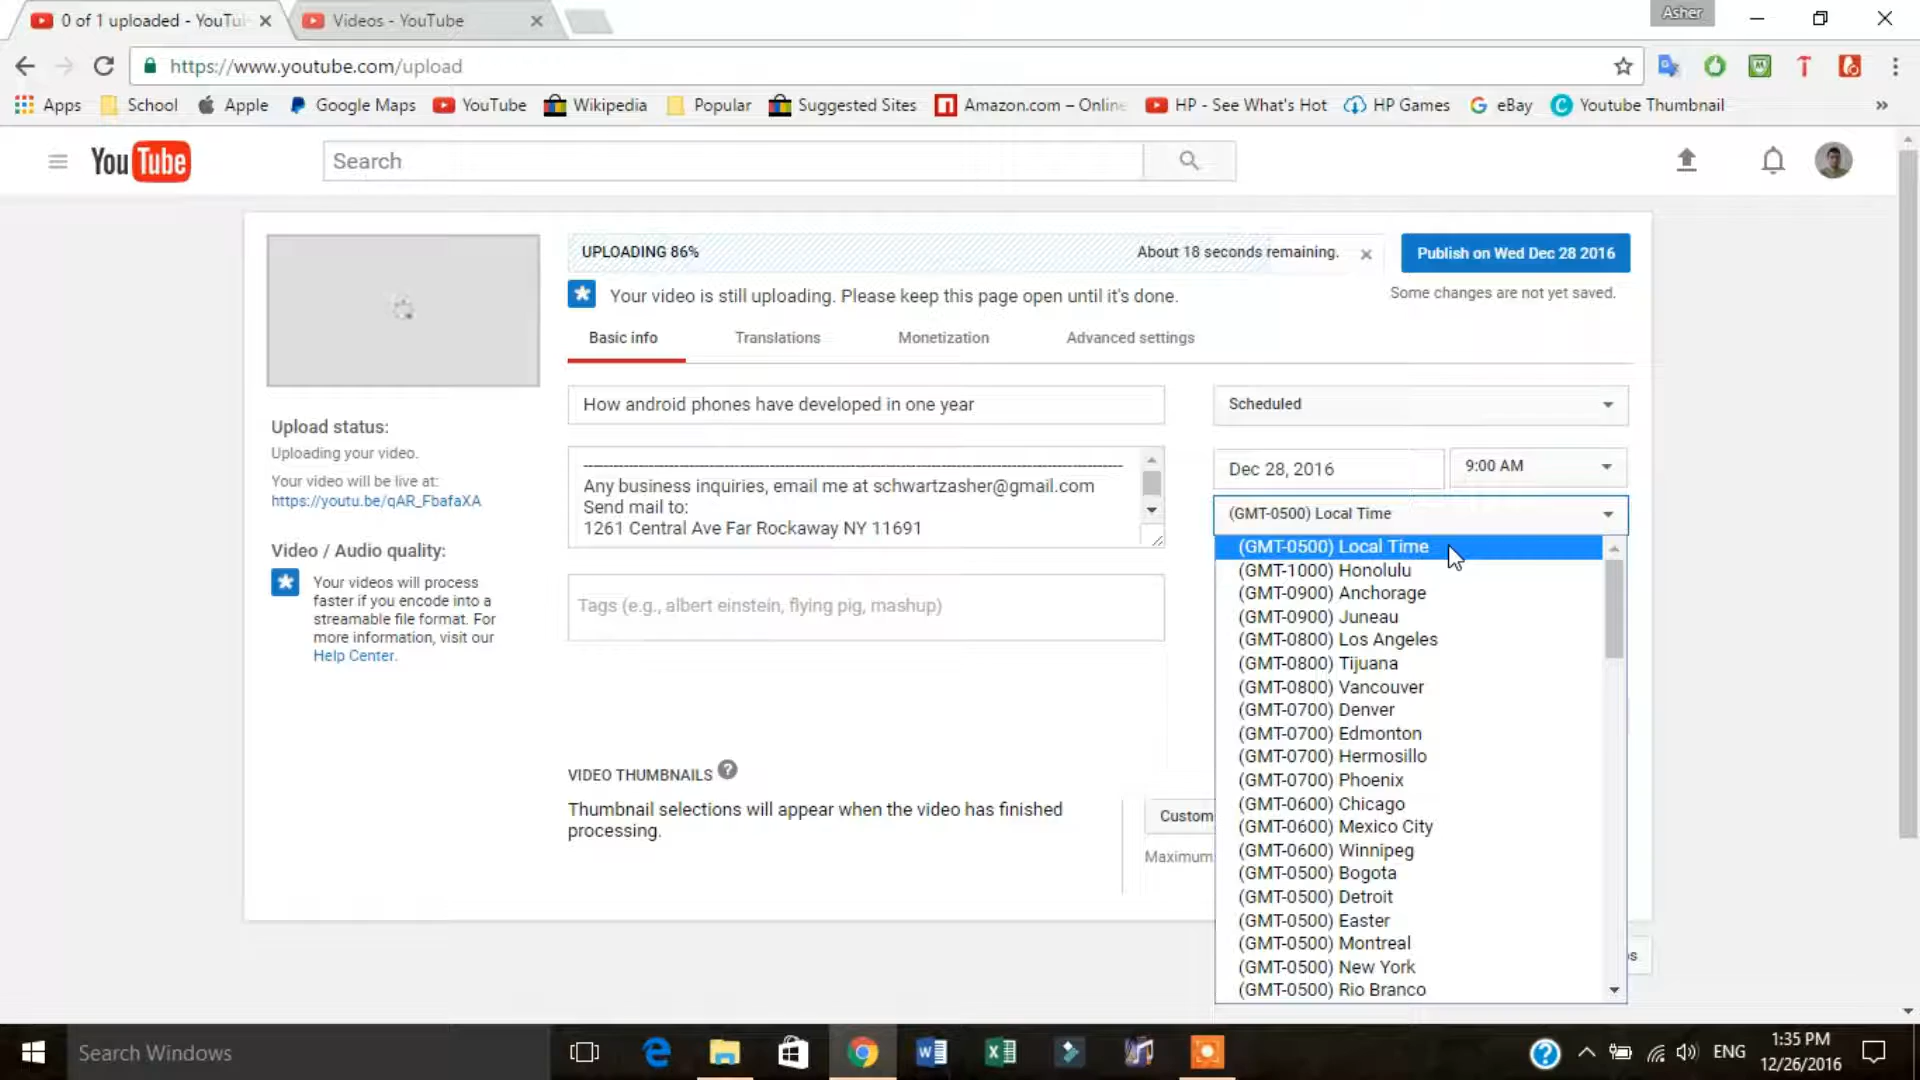 0 of 1 uploaded - YouTu
Videos - YouTube
Asher
https://www.youtube.com/upload
Apps
School
Apple
Google Maps
YouTube
Wikipedia
Popular
Suggested Sites
Amazon.com – Online
HP - See What's Hot
HP Games
eBay
Youtube Thumbnail
»
YouTube
Search
UPLOADING 86%
About 18 seconds remaining.
Publish on Wed Dec 28 2016
Your video is still uploading. Please keep this page open until it's done.
Some changes are not yet saved.
Basic info
Translations
Monetization
Advanced settings
How android phones have developed in one year
Scheduled
Upload status:
Uploading your video.
Your video will be live at:
https://youtu.be/qAR_FbafaXA
Any business inquiries, email me at schwartzasher@gmail.com
Send mail to:
1261 Central Ave Far Rockaway NY 11691
Dec 28, 2016
9:00 AM
(GMT-0500) Local Time
Video / Audio quality:
Your videos will process
faster if you encode into a
streamable file format. For
more information, visit our
Help Center.
Tags (e.g., albert einstein, flying pig, mashup)
(GMT-0500) Local Time
(GMT-1000) Honolulu
(GMT-0900) Anchorage
(GMT-0900) Juneau
(GMT-0800) Los Angeles
(GMT-0800) Tijuana
(GMT-0800) Vancouver
(GMT-0700) Denver
(GMT-0700) Edmonton
(GMT-0700) Hermosillo
(GMT-0700) Phoenix
(GMT-0600) Chicago
(GMT-0600) Mexico City
(GMT-0600) Winnipeg
(GMT-0500) Bogota
(GMT-0500) Detroit
(GMT-0500) Easter
(GMT-0500) Montreal
(GMT-0500) New York
(GMT-0500) Rio Branco
VIDEO THUMBNAILS ?
Thumbnail selections will appear when the video has finished
processing.
Custom
Maximum
Search Windows
ENG
1:35 PM
12/26/2016